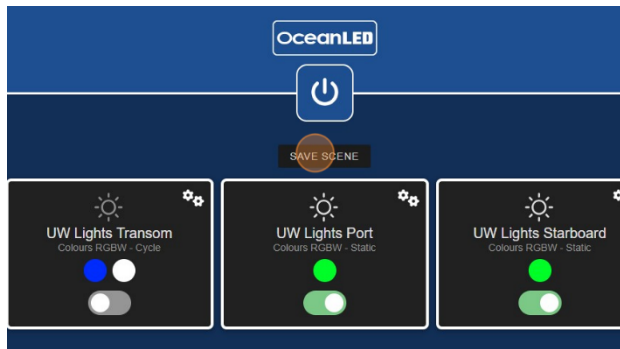 OceanLED
SAVE SCENE
UW Lights Transom
Colours RGBW - Cycle
UW Lights Port
Colours RGBW - Static
UW Lights Starboard
Colours RGBW - Static